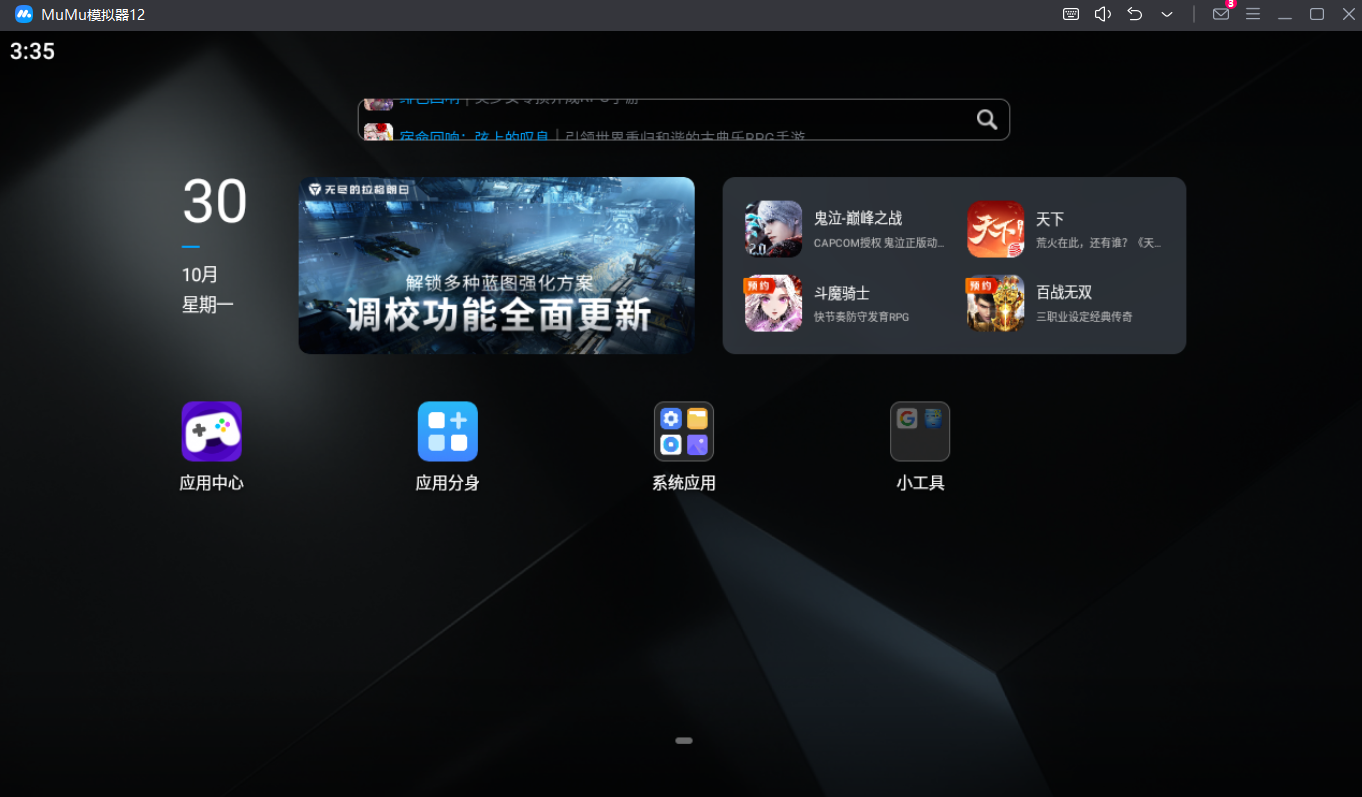 MuMu模拟器12
3
3:35
宿命回响：弦上的叹息 | 引领世界重归和谐的古典乐RPG手游
30
10月
星期一
无尽的拉格朗日
解锁多种蓝图强化方案
调校功能全面更新
2.0
鬼泣-巅峰之战
CAPCOM授权 鬼泣正版动...
天下
天下
荒火在此，还有谁？《天...
预约
斗魔骑士
快节奏防守发育RPG
预约
百战无双
三职业设定经典传奇
应用中心
应用分身
系统应用
G
小工具